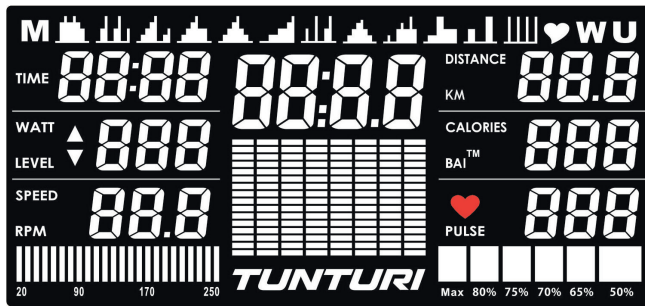 M W U
TIME 88:88
88:8.8
DISTANCE
KM 88.8
WATT
LEVEL 888
CALORIES
BAI™ 888
SPEED
RPM 88.8
PULSE 888
20 90 170 250
TUNTURI
Max 80% 75% 70% 65% 50%